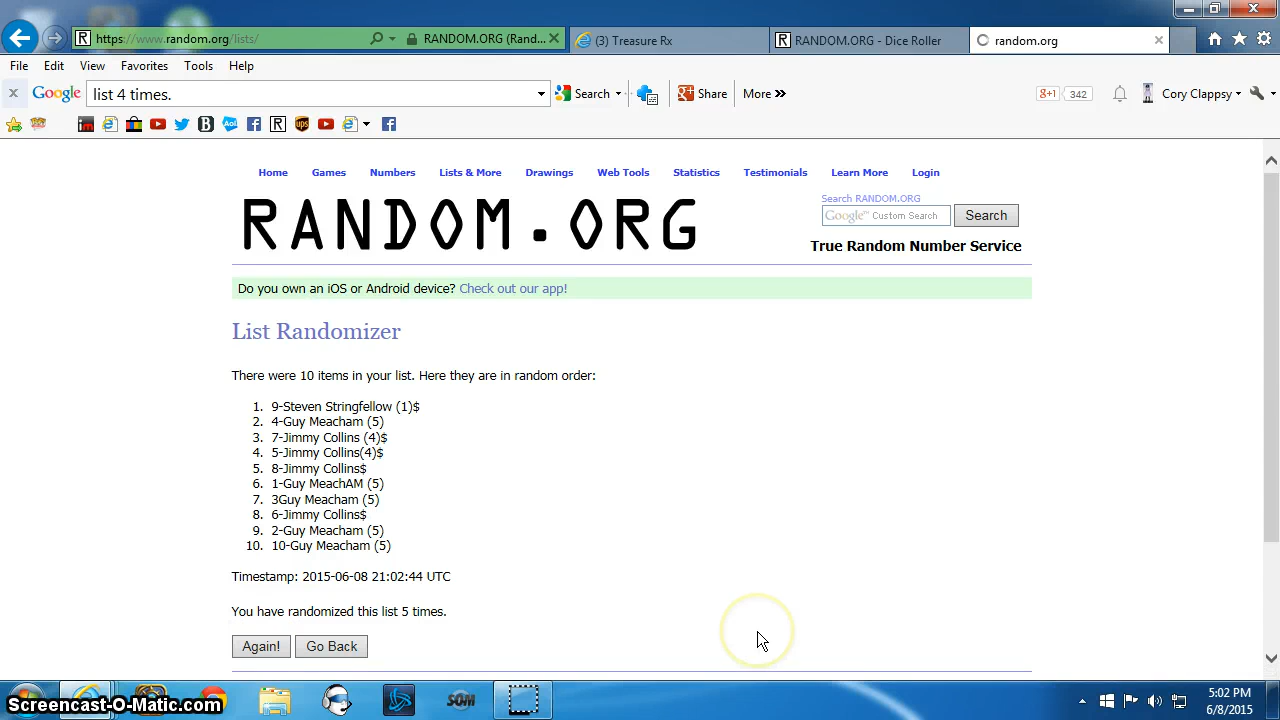 https://www.random.org/lists/
RANDOM.ORG (Rand...
(3) Treasure Rx
RANDOM.ORG - Dice Roller
random.org
File Edit View Favorites Tools Help
x Google list 4 times. Search Share More » g+1 342 Cory Clappsy
Home Games Numbers Lists & More Drawings Web Tools Statistics Testimonials Learn More Login
RANDOM.ORG
Search RANDOM.ORG
Google™ Custom Search Search
True Random Number Service
Do you own an iOS or Android device? Check out our app!
List Randomizer
There were 10 items in your list. Here they are in random order:
1. 9-Steven Stringfellow (1)$
2. 4-Guy Meacham (5)
3. 7-Jimmy Collins (4)$
4. 5-Jimmy Collins(4)$
5. 8-Jimmy Collins$
6. 1-Guy MeachAM (5)
7. 3Guy Meacham (5)
8. 6-Jimmy Collins$
9. 2-Guy Meacham (5)
10. 10-Guy Meacham (5)
Timestamp: 2015-06-08 21:02:44 UTC
You have randomized this list 5 times.
Again! Go Back
Screencast-O-Matic.com
SOM
5:02 PM
6/8/2015